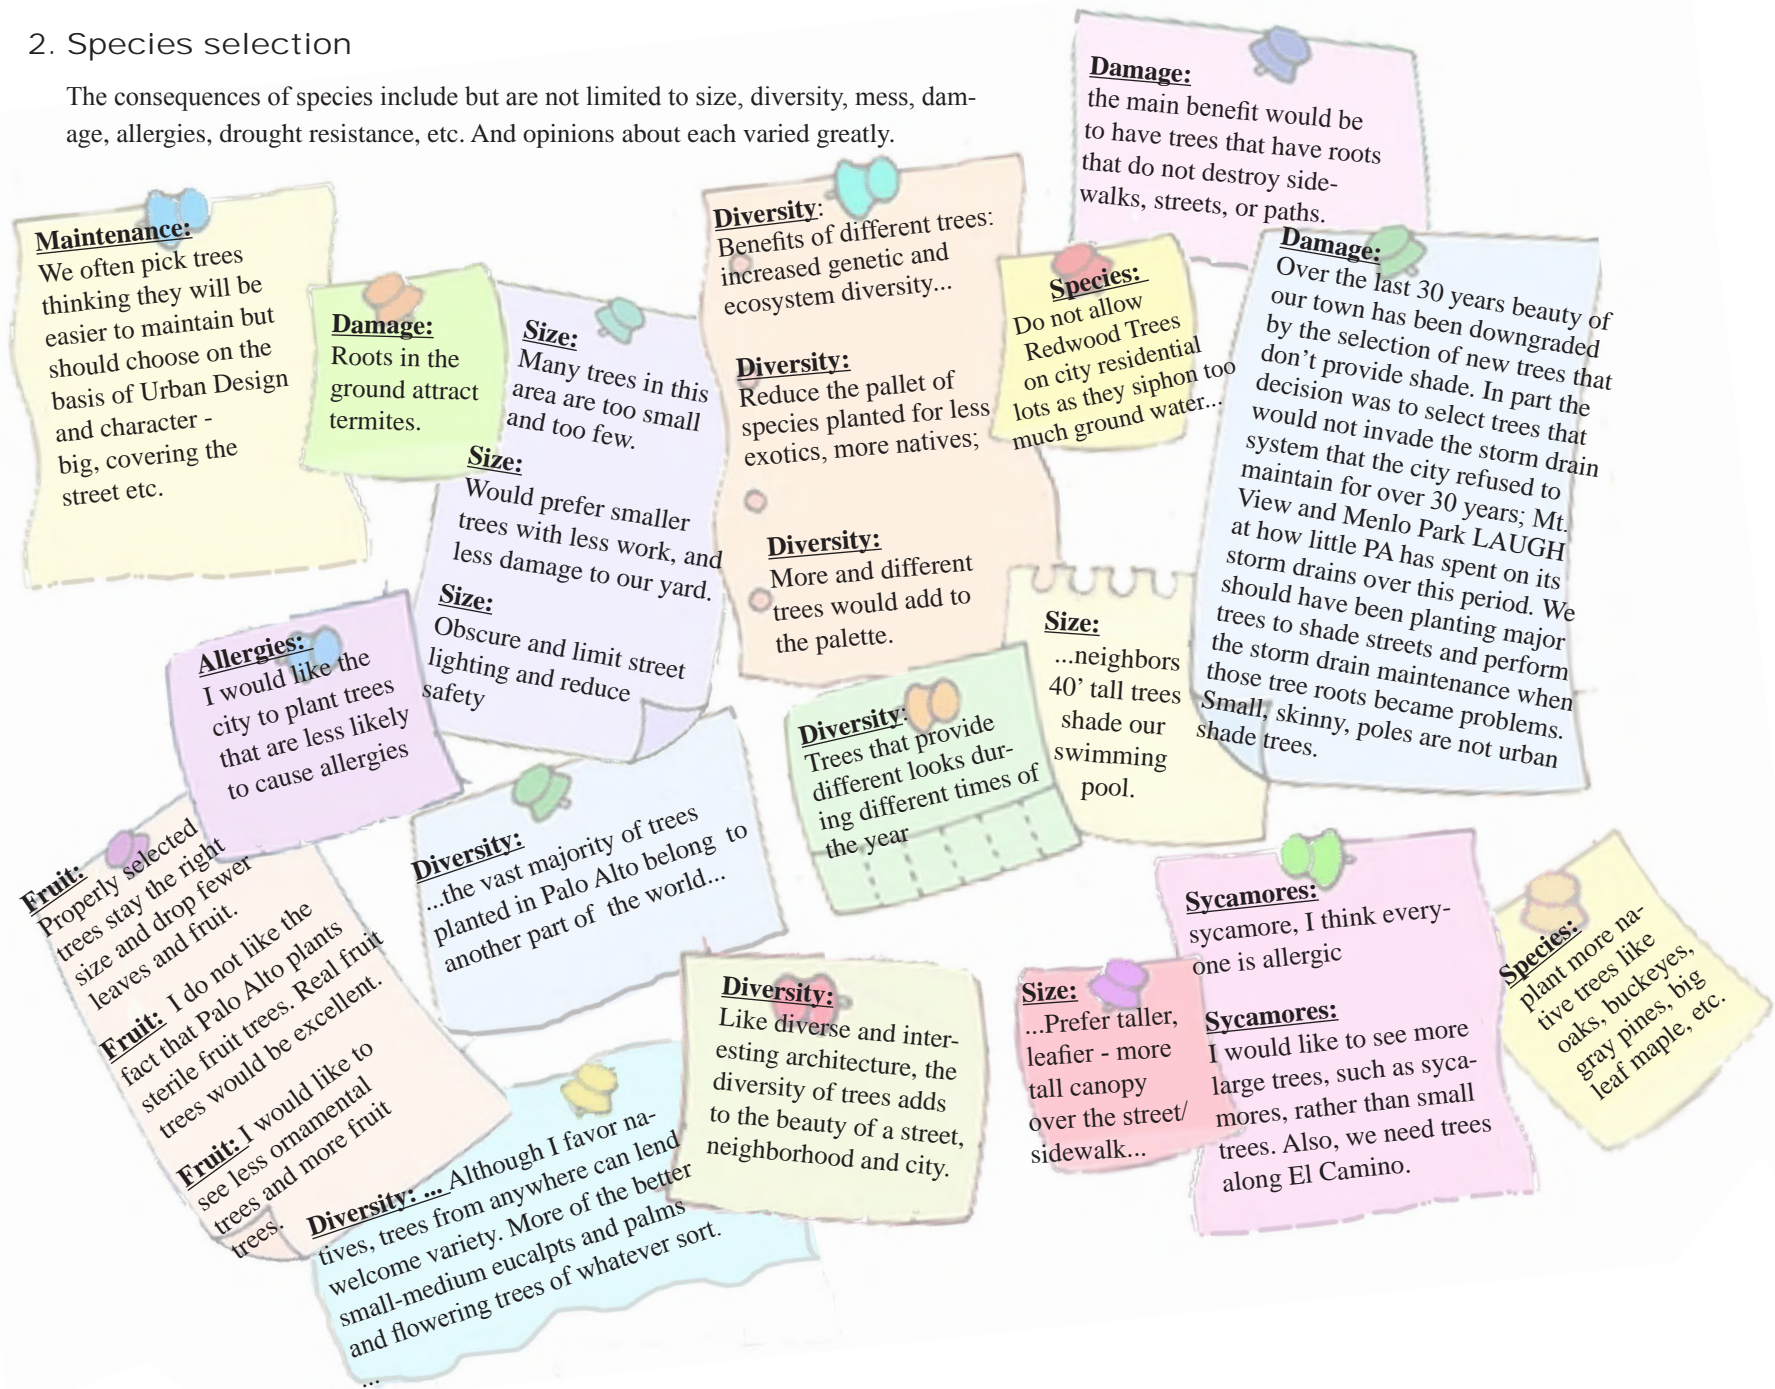 2. Species selection
The consequences of species include but are not limited to size, diversity, mess, dam-
age, allergies, drought resistance, etc. And opinions about each varied greatly.
Damage:
the main benefit would be
to have trees that have roots
that do not destroy side-
walks, streets, or paths.
Maintenance:
We often pick trees
thinking they will be
easier to maintain but
should choose on the
basis of Urban Design
and character -
big, covering the
street etc.
Damage:
Roots in the
ground attract
termites.
Size:
Many trees in this
area are too small
and too few.
Size:
Would prefer smaller
trees with less work, and
less damage to our yard.
Size:
Obscure and limit street
lighting and reduce
safety
Diversity:
Benefits of different trees:
increased genetic and
ecosystem diversity...
Diversity:
Reduce the pallet of
species planted for less
exotics, more natives;
Diversity:
More and different
trees would add to
the palette.
Species:
Do not allow
Redwood Trees
on city residential
lots as they siphon too
much ground water...
Damage:
Over the last 30 years beauty of
our town has been downgraded
by the selection of new trees that
don't provide shade. In part the
decision was to select trees that
would not invade the storm drain
system that the city refused to
maintain for over 30 years; Mt.
View and Menlo Park LAUGH
at how little PA has spent on its
storm drains over this period. We
should have been planting major
trees to shade streets and perform
the storm drain maintenance when
those tree roots became problems.
Small, skinny, poles are not urban
shade trees.
Size:
...neighbors
40' tall trees
shade our
swimming
pool.
Allergies:
I would like the
city to plant trees
that are less likely
to cause allergies
Diversity:
Trees that provide
different looks dur-
ing different times of
the year
Diversity:
...the vast majority of trees
planted in Palo Alto belong to
another part of the world...
Fruit:
Properly selected
trees stay the right
size and drop fewer
leaves and fruit.
Fruit: I do not like the
fact that Palo Alto plants
sterile fruit trees. Real fruit
trees would be excellent.
Fruit: I would like to
see less ornamental
trees and more fruit
trees.
Diversity: ... Although I favor na-
tives, trees from anywhere can lend
welcome variety. More of the better
small-medium eucalpts and palms
and flowering trees of whatever sort.
...
Diversity:
Like diverse and inter-
esting architecture, the
diversity of trees adds
to the beauty of a street,
neighborhood and city.
Size:
...Prefer taller,
leafier - more
tall canopy
over the street/
sidewalk...
Sycamores:
sycamore, I think every-
one is allergic
Sycamores:
I would like to see more
large trees, such as syca-
mores, rather than small
trees. Also, we need trees
along El Camino.
Species:
plant more na-
tive trees like
oaks, buckeyes,
gray pines, big
leaf maple, etc.